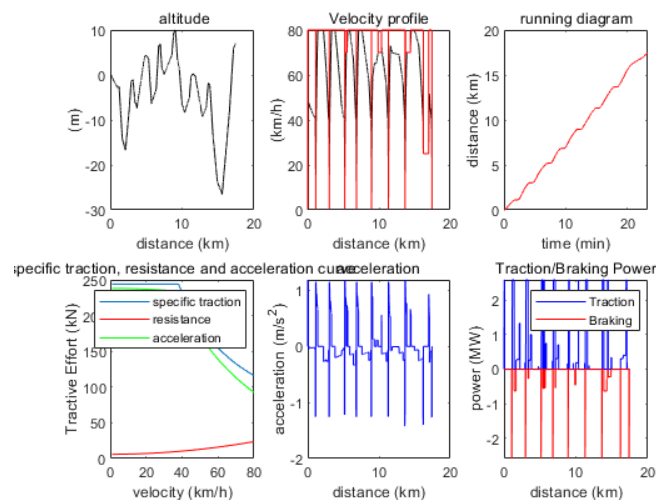 altitude
10
0
-10
-20
-30
(m)
0 10 20
distance (km)
Velocity profile
80
60
40
20
0
(km/h)
0 10 20
distance (km)
running diagram
20
15
10
5
0
distance (km)
0 10 20
time (min)
specific traction, resistance and acceleration curve
250
200
150
100
50
0
Tractive Effort (kN)
specific traction
resistance
acceleration
0 20 40 60 80
velocity (km/h)
acceleration
1
0
-1
-2
acceleration (m/s²)
0 10 20
distance (km)
Traction/Braking Power
2
1
0
-1
-2
power (MW)
Traction
Braking
0 10 20
distance (km)